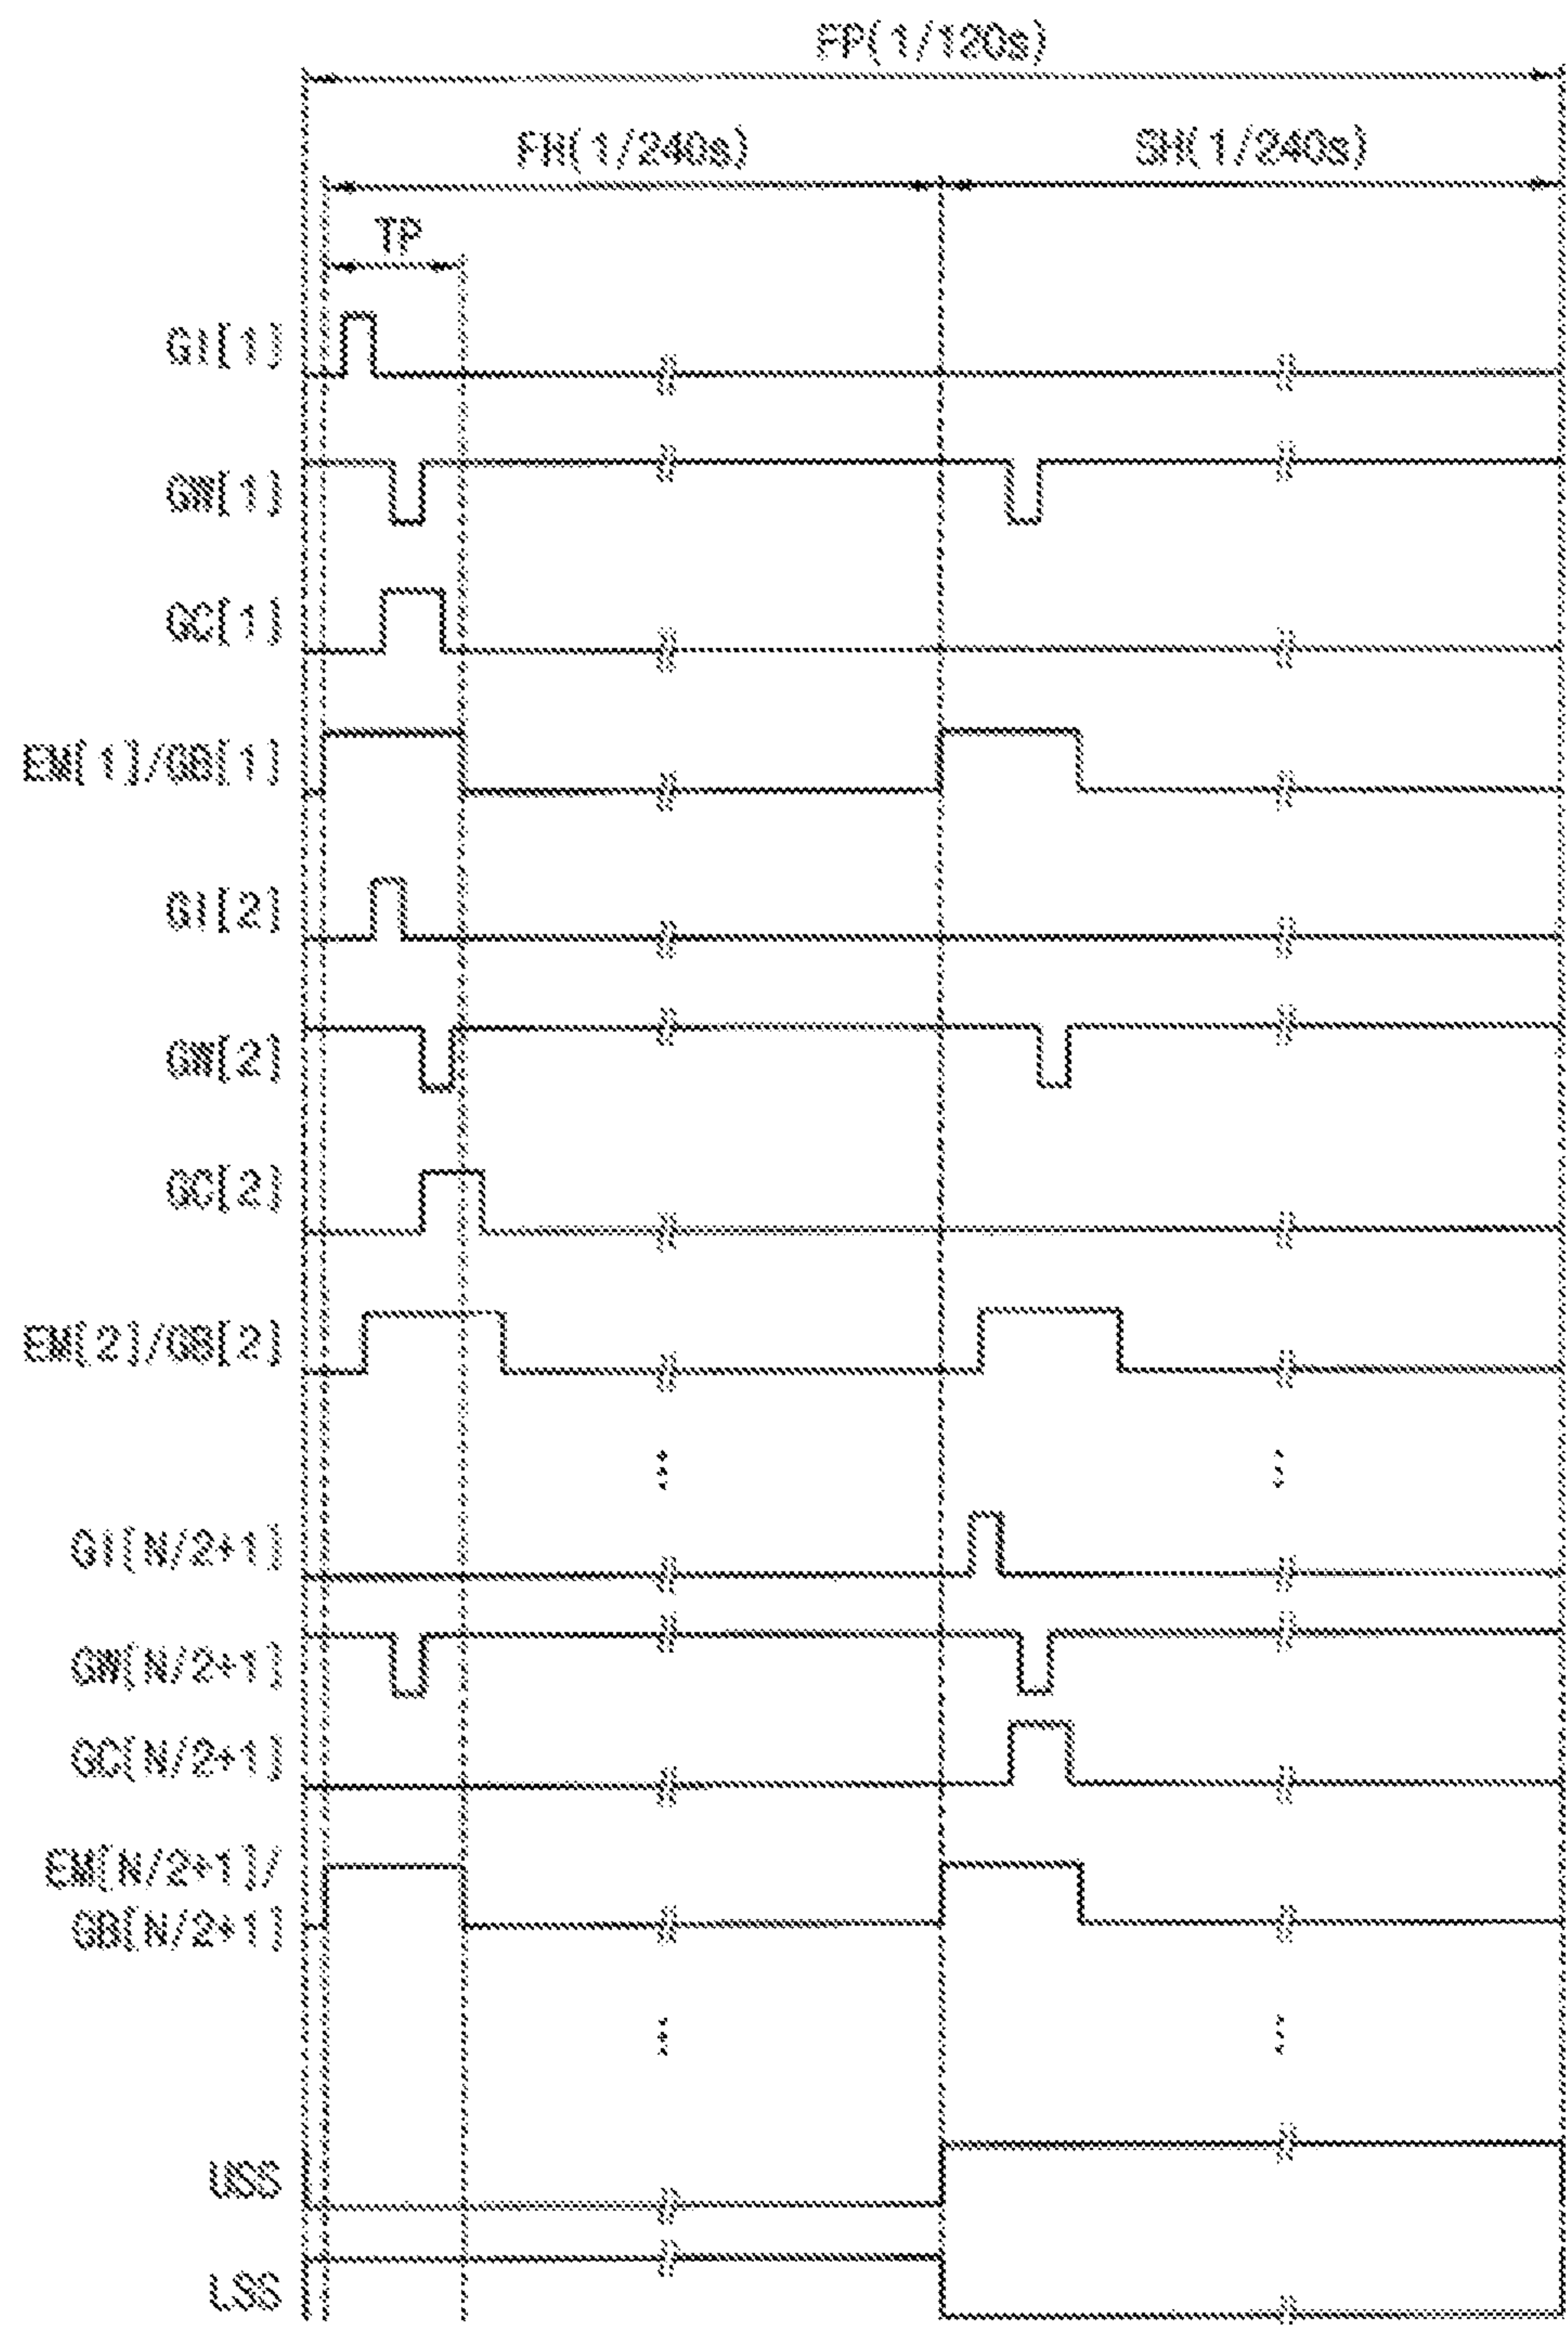 FP(1/120s)
FH(1/240s)
SH(1/240s)
TP
GI[1]
GW[1]
GC[1]
EM[1]/GB[1]
GI[2]
GW[2]
GC[2]
EM[2]/GB[2]
GI[N/2+1]
GW[N/2+1]
GC[N/2+1]
EM[N/2+1]/
GB[N/2+1]
USS
LSS